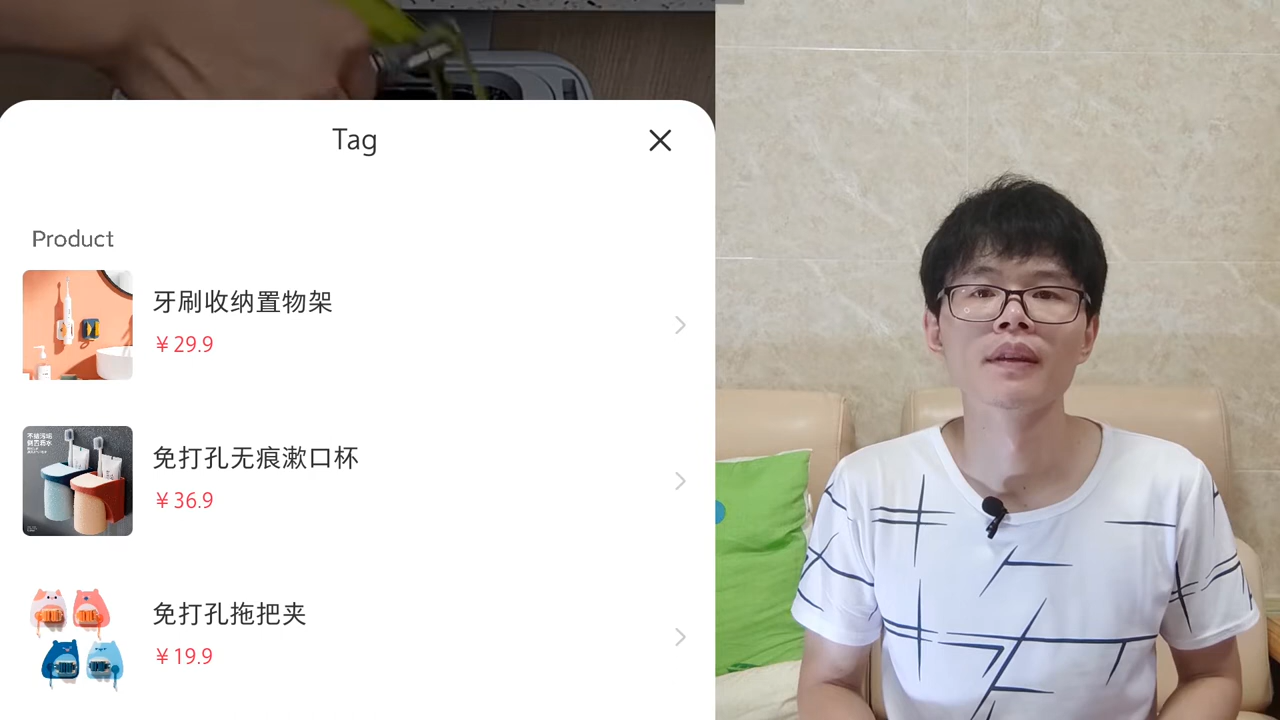 Tag
Product
牙刷收纳置物架
¥29.9
免打孔无痕漱口杯
¥36.9
免打孔拖把夹
¥19.9